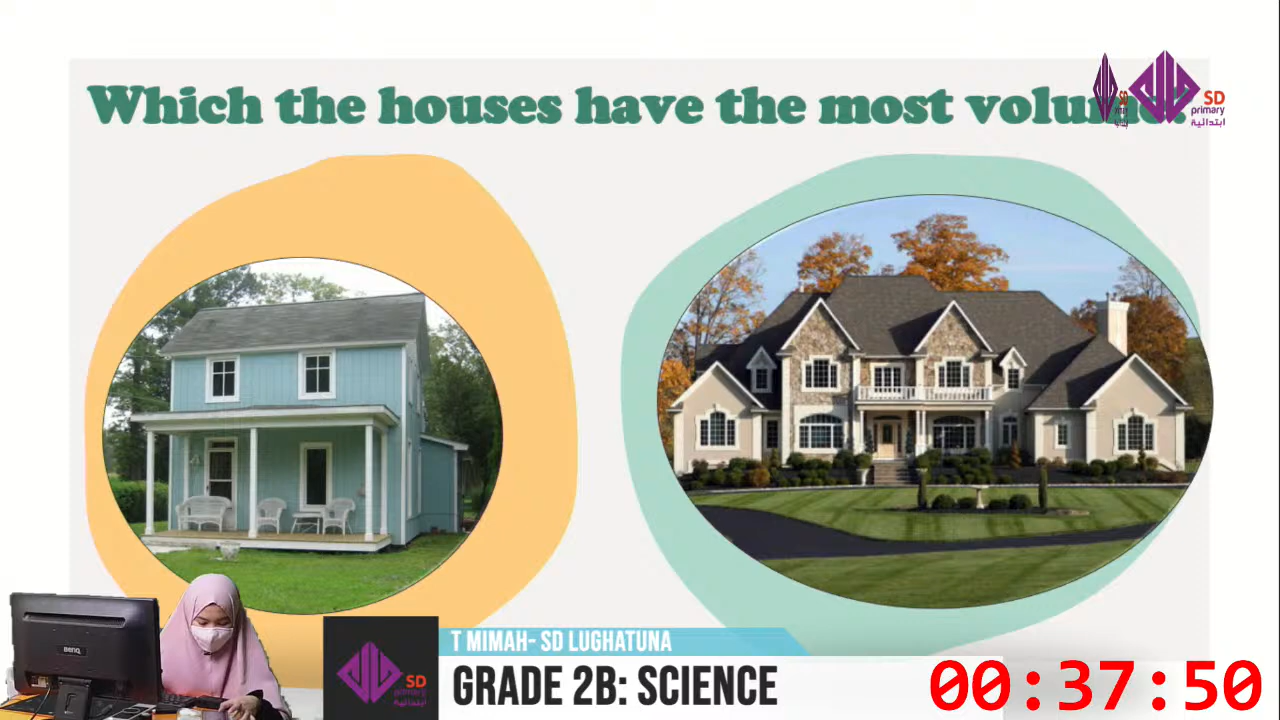 Which the houses have the most volume?
SD
primary
ابتدائية
BenQ
T MIMAH- SD LUGHATUNA
SD
primary
ابتدائية
GRADE 2B: SCIENCE
00:37:50